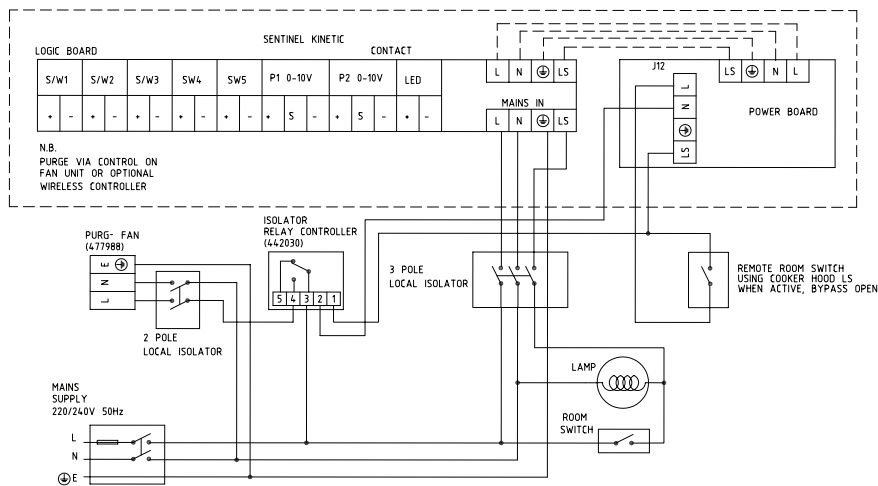 SENTINEL KINETIC
LOGIC BOARD
CONTACT
S/W1 S/W2 S/W3 SW4 SW5 P1 0-10V P2 0-10V LED
+ - + - + - + - + - + S - + S - + -
L N LS
MAINS IN
L N LS
LS N L
J12
L
N
LS
POWER BOARD
N.B.
PURGE VIA CONTROL ON
FAN UNIT OR OPTIONAL
WIRELESS CONTROLLER
PURG- FAN
(477988)
E
N
L
2 POLE
LOCAL ISOLATOR
ISOLATOR
RELAY CONTROLLER
(442030)
5 4 3 2 1
3 POLE
LOCAL ISOLATOR
REMOTE ROOM SWITCH
USING COOKER HOOD LS
WHEN ACTIVE, BYPASS OPEN
LAMP
ROOM
SWITCH
MAINS
SUPPLY
220/240V 50Hz
L
N
E